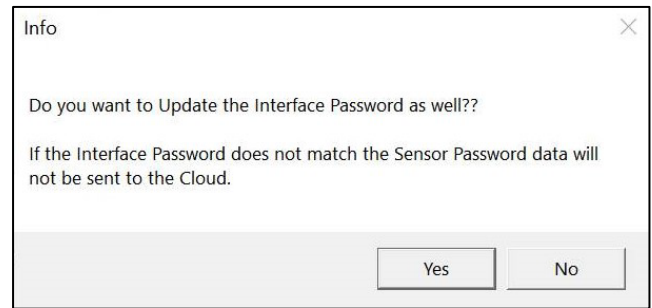 Info
Do you want to Update the Interface Password as well??
If the Interface Password does not match the Sensor Password data will
not be sent to the Cloud.
Yes
No